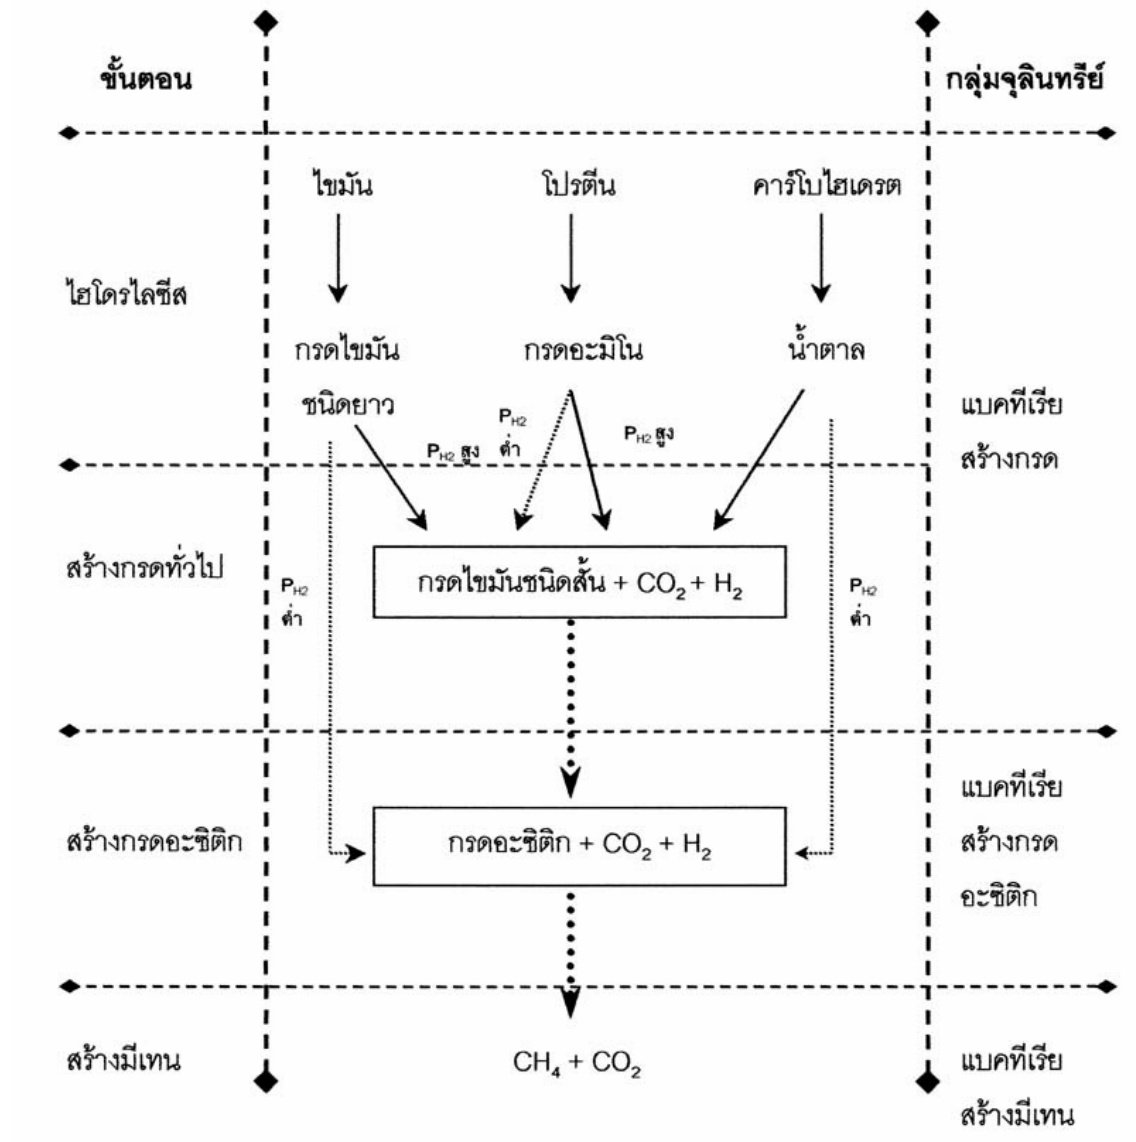 ขั้นตอน
กลุ่มจุลินทรีย์
ไขมัน
โปรตีน
คาร์โบไฮเดรต
ไฮโดรไลซีส
กรดไขมัน
ชนิดยาว
กรดอะมิโน
น้ำตาล
แบคทีเรีย
สร้างกรด
P_H2 สูง
P_H2
ต่ำ
P_H2 สูง
สร้างกรดทั่วไป
กรดไขมันชนิดสั้น + CO₂ + H₂
P_H2
ต่ำ
P_H2
ต่ำ
สร้างกรดอะซิติก
กรดอะซิติก + CO₂ + H₂
แบคทีเรีย
สร้างกรด
อะซิติก
สร้างมีเทน
CH₄ + CO₂
แบคทีเรีย
สร้างมีเทน